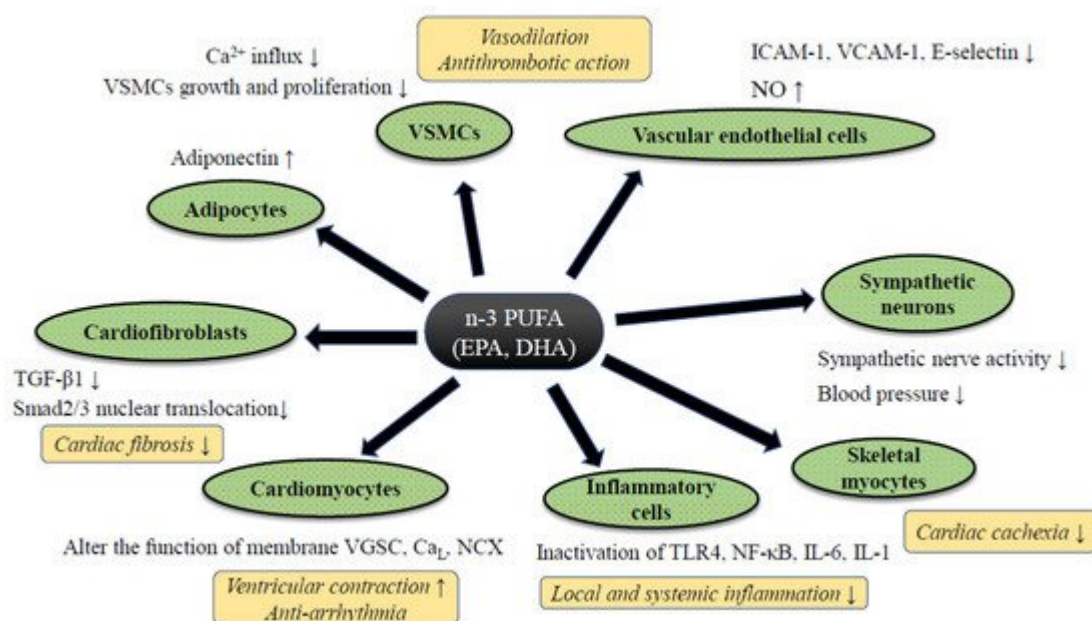 Vasodilation
Antithrombotic action
Ca²⁺ influx ↓
VSMCs growth and proliferation ↓
VSMCs
ICAM-1, VCAM-1, E-selectin ↓
NO ↑
Vascular endothelial cells
Adiponectin ↑
Adipocytes
n-3 PUFA
(EPA, DHA)
Sympathetic
neurons
Sympathetic nerve activity ↓
Blood pressure ↓
Cardiofibroblasts
TGF-β1 ↓
Smad2/3 nuclear translocation↓
Cardiac fibrosis ↓
Cardiomyocytes
Alter the function of membrane VGSC, Ca_L, NCX
Ventricular contraction ↑
Anti-arrhythmia
Inflammatory
cells
Inactivation of TLR4, NF-κB, IL-6, IL-1
Local and systemic inflammation ↓
Skeletal
myocytes
Cardiac cachexia ↓